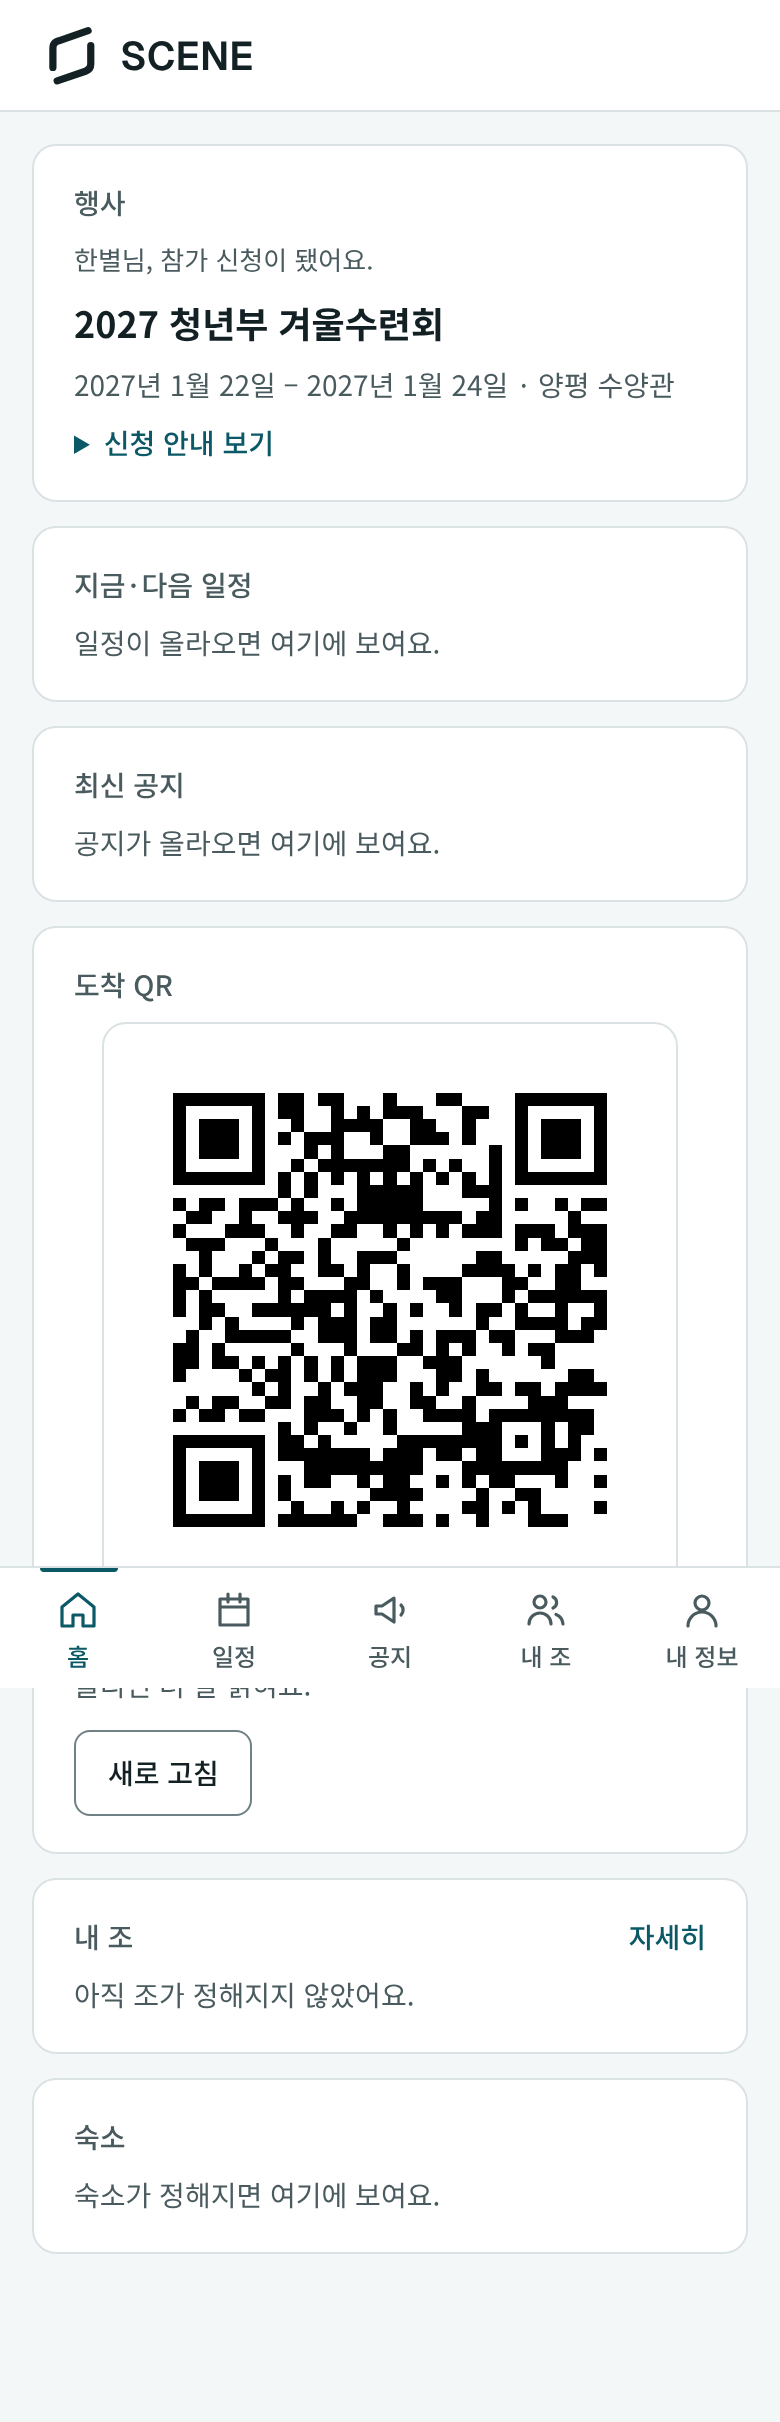 SCENE
행사
한별님, 참가 신청이 됐어요.
2027 청년부 겨울수련회
2027년 1월 22일 – 2027년 1월 24일 · 양평 수양관
▶ 신청 안내 보기
지금·다음 일정
일정이 올라오면 여기에 보여요.
최신 공지
공지가 올라오면 여기에 보여요.
도착 QR
홈
일정
공지
내 조
내 정보
새로 고침
내 조
자세히
아직 조가 정해지지 않았어요.
숙소
숙소가 정해지면 여기에 보여요.